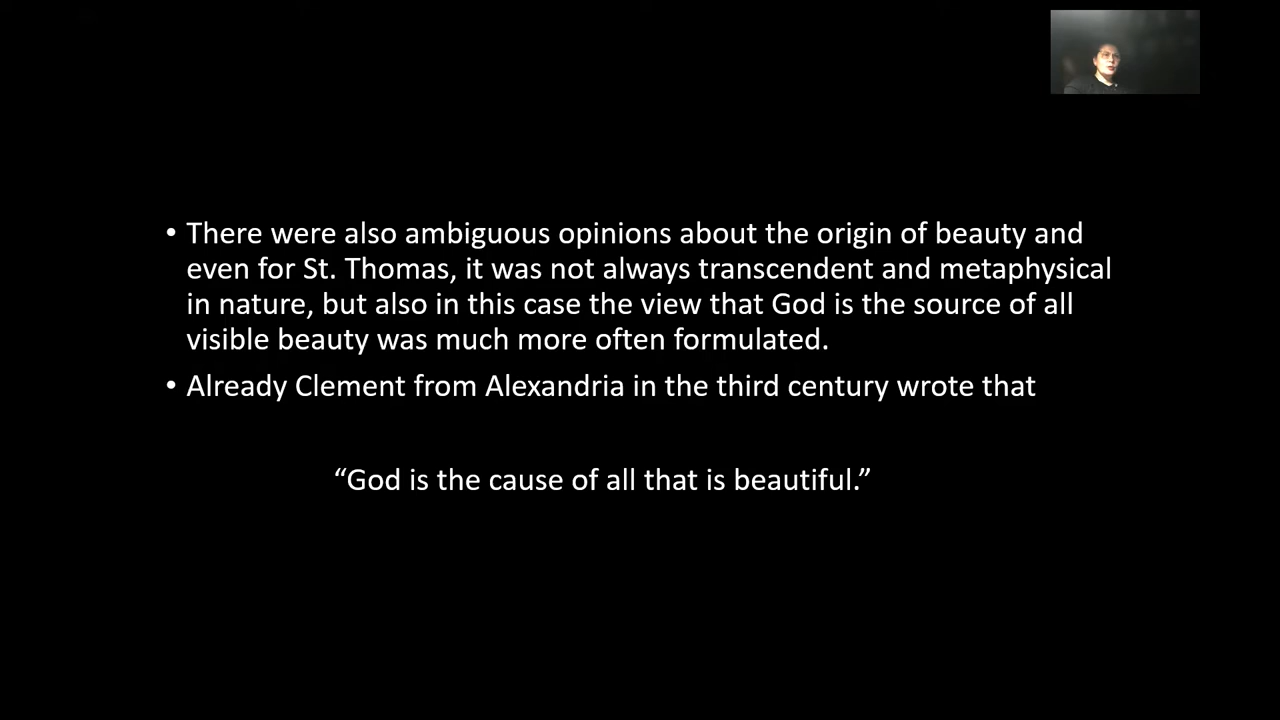 • There were also ambiguous opinions about the origin of beauty and
even for St. Thomas, it was not always transcendent and metaphysical
in nature, but also in this case the view that God is the source of all
visible beauty was much more often formulated.
• Already Clement from Alexandria in the third century wrote that
“God is the cause of all that is beautiful.”